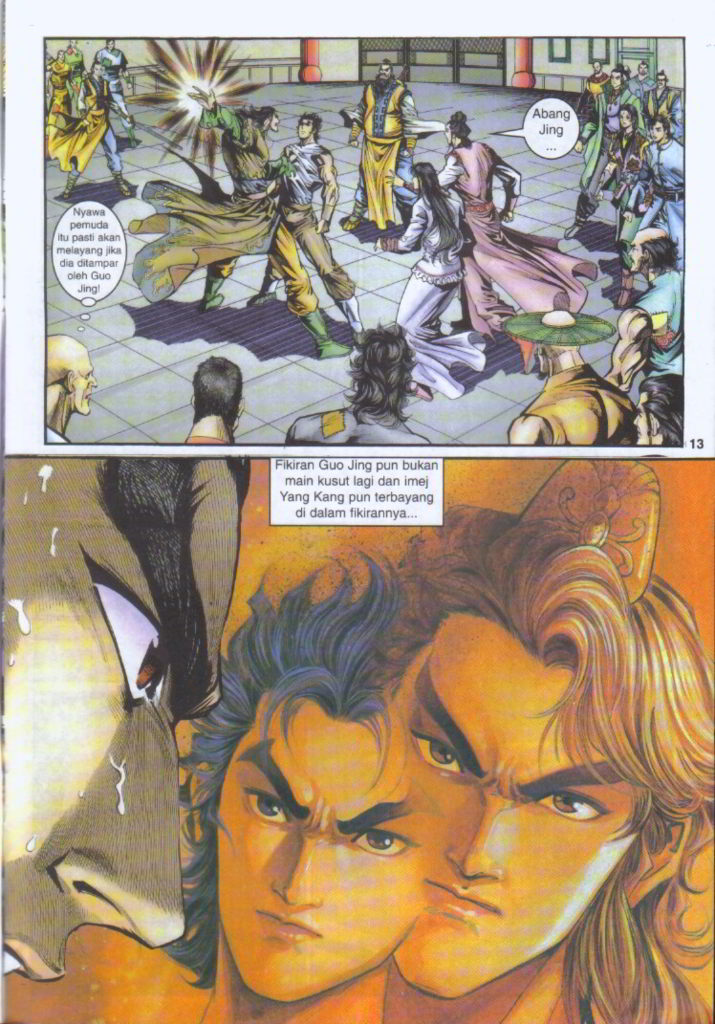 Abang
Jing
...
Nyawa
pemuda
itu pasti akan
melayang jika
dia ditampar
oleh Guo
Jing!
13
Fikiran Guo Jing pun bukan
main kusut lagi dan imej
Yang Kang pun terbayang
di dalam fikirannya...